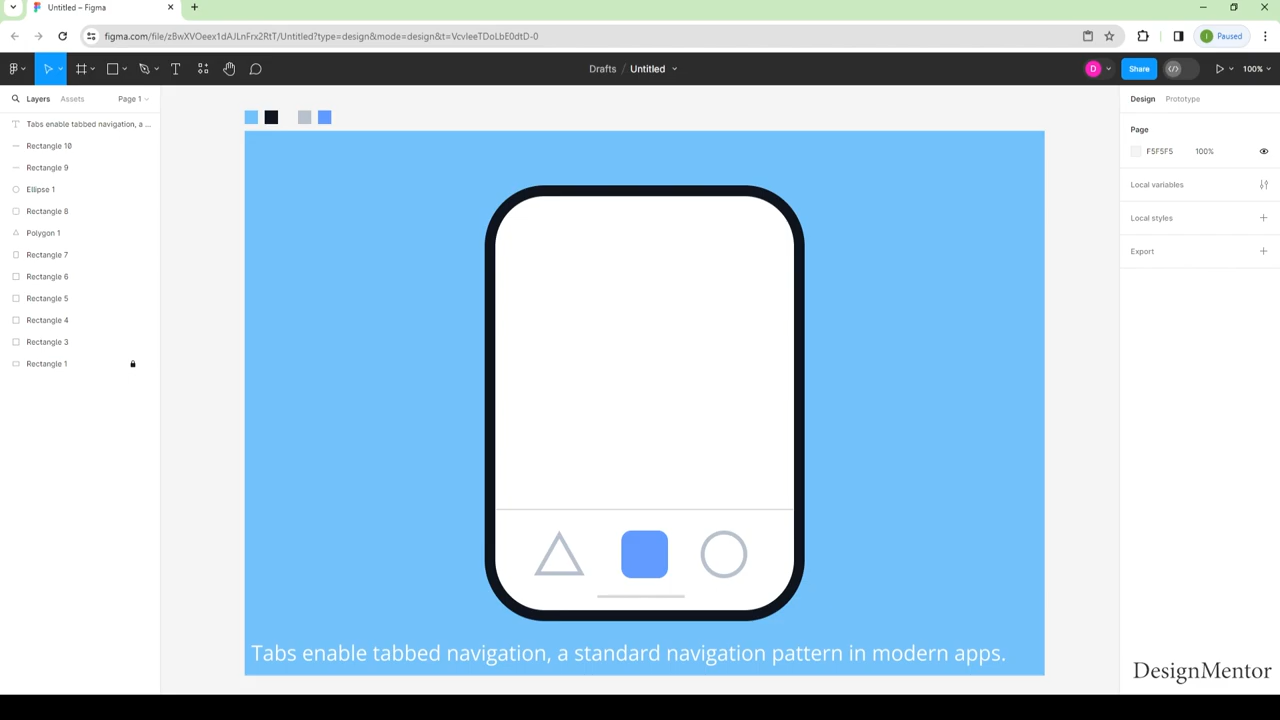 Untitled – Figma
figma.com/file/zBwXVOeex1dAJLnFrx2RtT/Untitled?type=design&mode=design&t=VcvIeeTDoLbE0dtD-0
Paused
Drafts / Untitled
D
Share
100%
Layers
Assets
Page 1
Design
Prototype
Tabs enable tabbed navigation, a ...
Rectangle 10
Rectangle 9
Ellipse 1
Rectangle 8
Polygon 1
Rectangle 7
Rectangle 6
Rectangle 5
Rectangle 4
Rectangle 3
Rectangle 1
Page
F5F5F5 100%
Local variables
Local styles
Export
Tabs enable tabbed navigation, a standard navigation pattern in modern apps.
DesignMentor